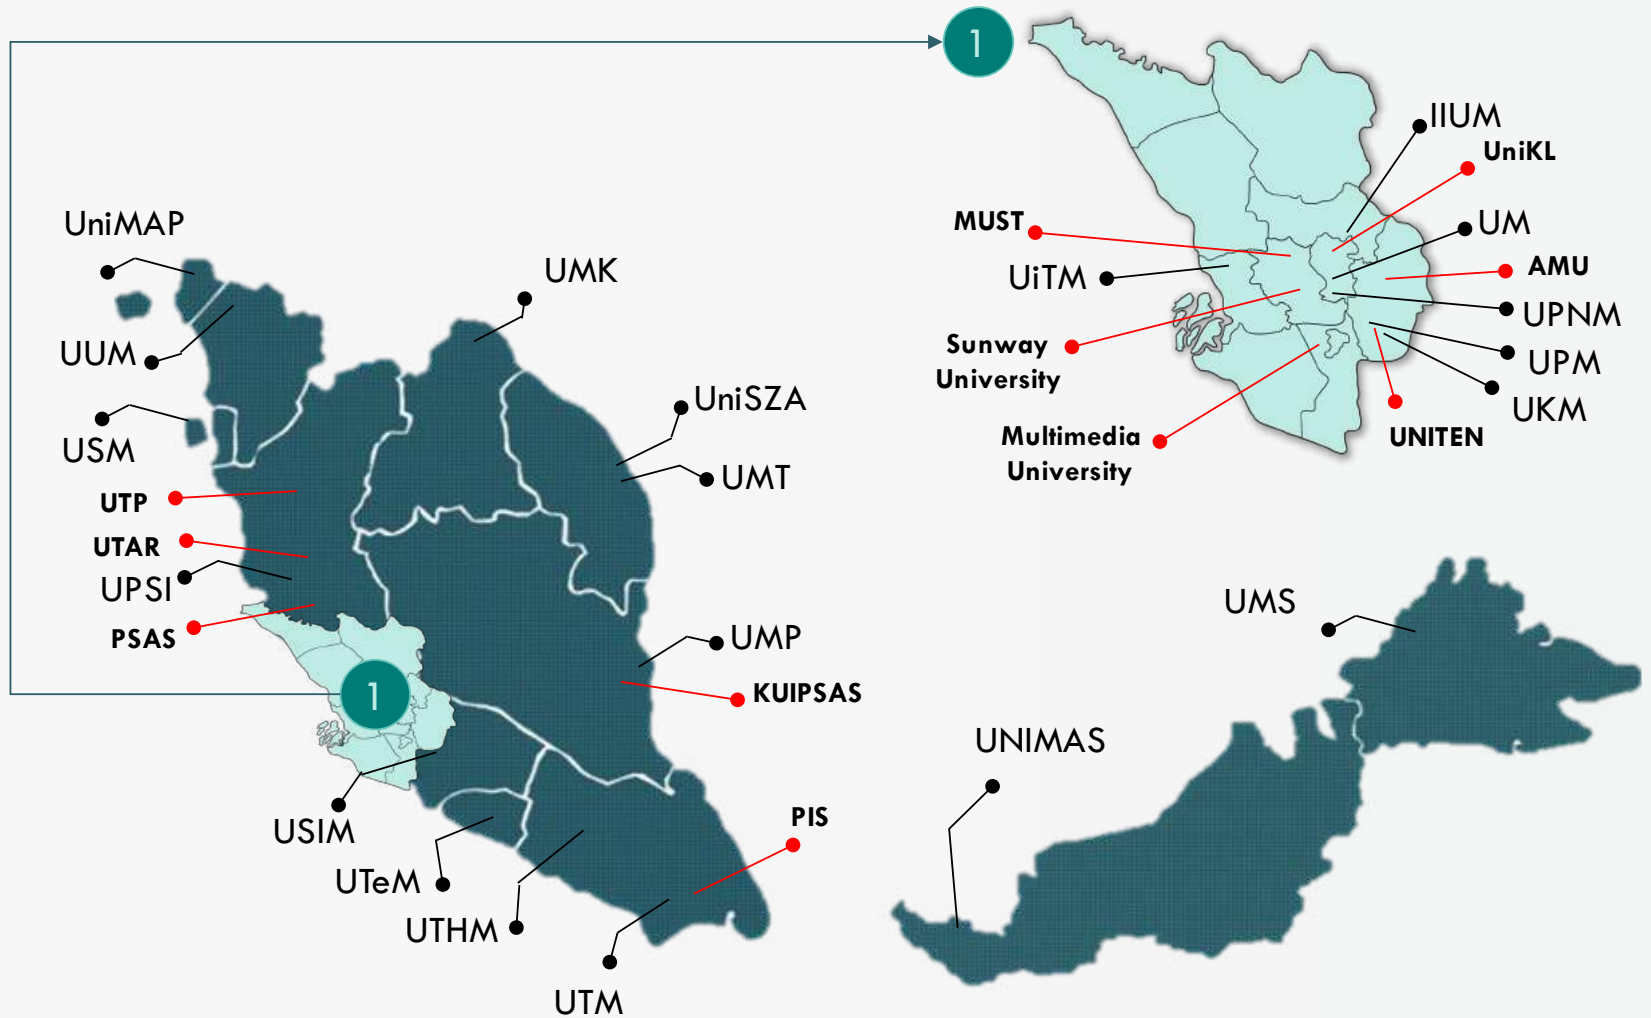 1
IIUM
UniKL
MUST
UM
UiTM
AMU
UPNM
Sunway
University
UPM
UKM
Multimedia
University
UNITEN
UniMAP
UMK
UUM
UniSZA
USM
UMT
UTP
UTAR
UPSI
PSAS
UMP
KUIPSAS
1
USIM
UTeM
PIS
UTHM
UTM
UMS
UNIMAS